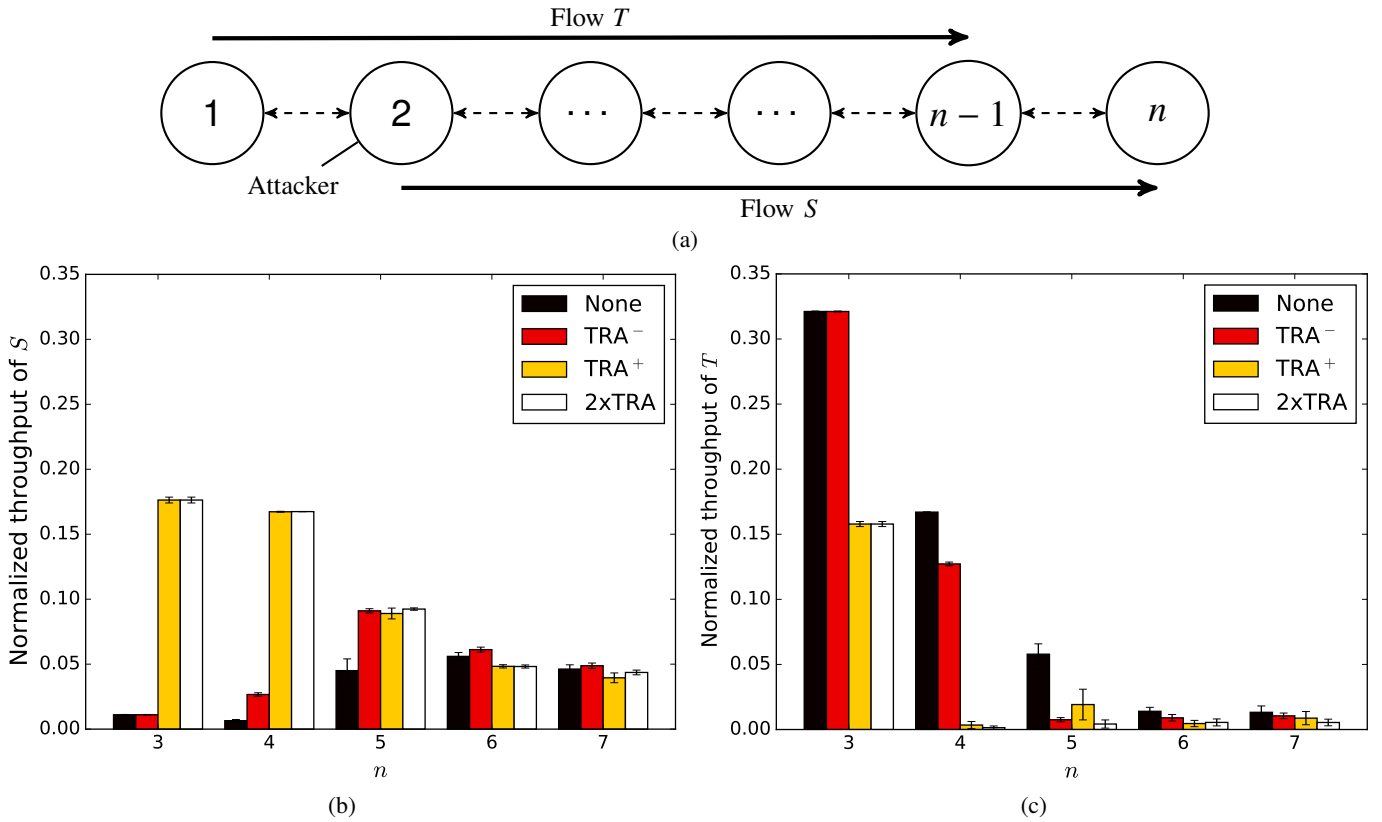 Flow T
1
2
· · ·
· · ·
n − 1
n
Attacker
Flow S
(a)
Normalized throughput of S
0.35
0.30
0.25
0.20
0.15
0.10
0.05
0.00
None
TRA⁻
TRA⁺
2xTRA
3 4 5 6 7
n
(b)
Normalized throughput of T
0.35
0.30
0.25
0.20
0.15
0.10
0.05
0.00
None
TRA⁻
TRA⁺
2xTRA
3 4 5 6 7
n
(c)